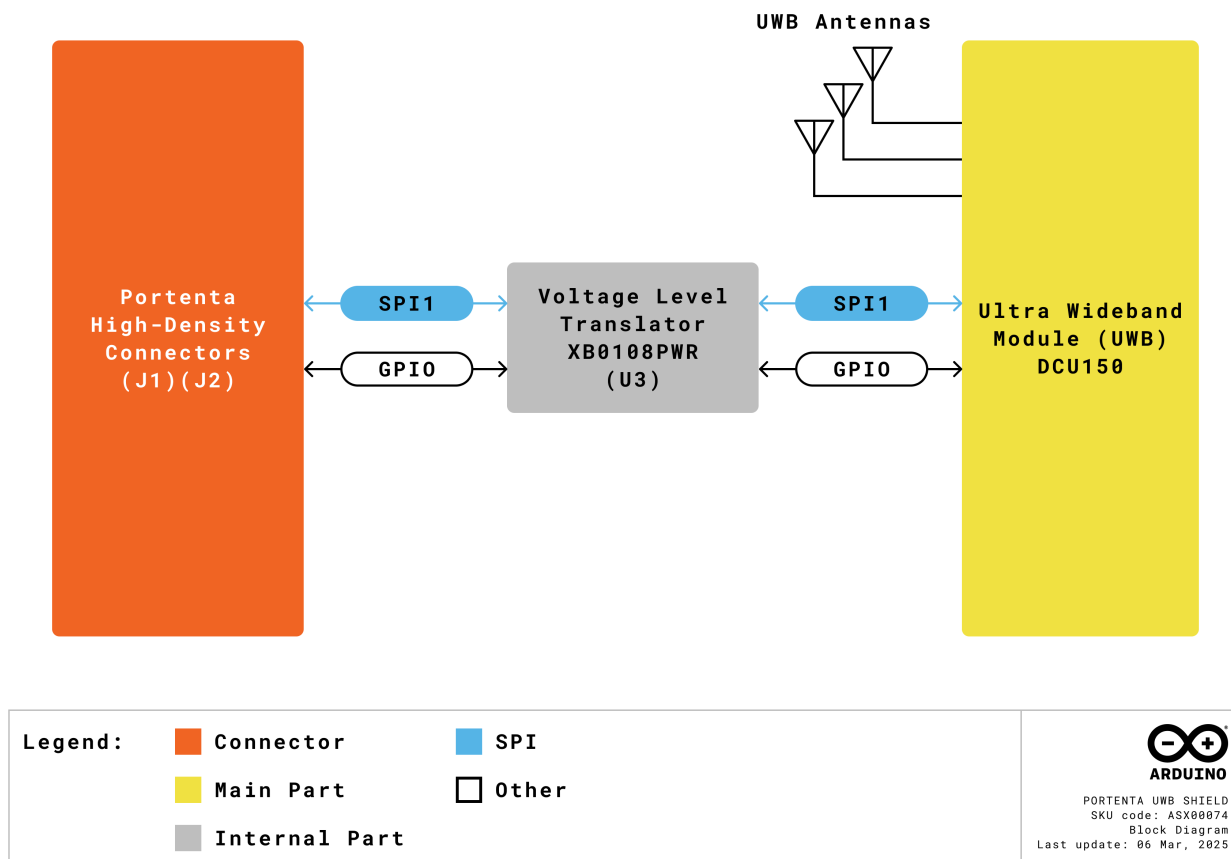 UWB Antennas
Portenta
High-Density
Connectors
(J1)(J2)
SPI1
GPIO
Voltage Level
Translator
XB0108PWR
(U3)
SPI1
GPIO
Ultra Wideband
Module (UWB)
DCU150
Legend:
Connector
Main Part
Internal Part
SPI
Other
ARDUINO
PORTENTA UWB SHIELD
SKU code: ASX00074
Block Diagram
Last update: 06 Mar, 2025